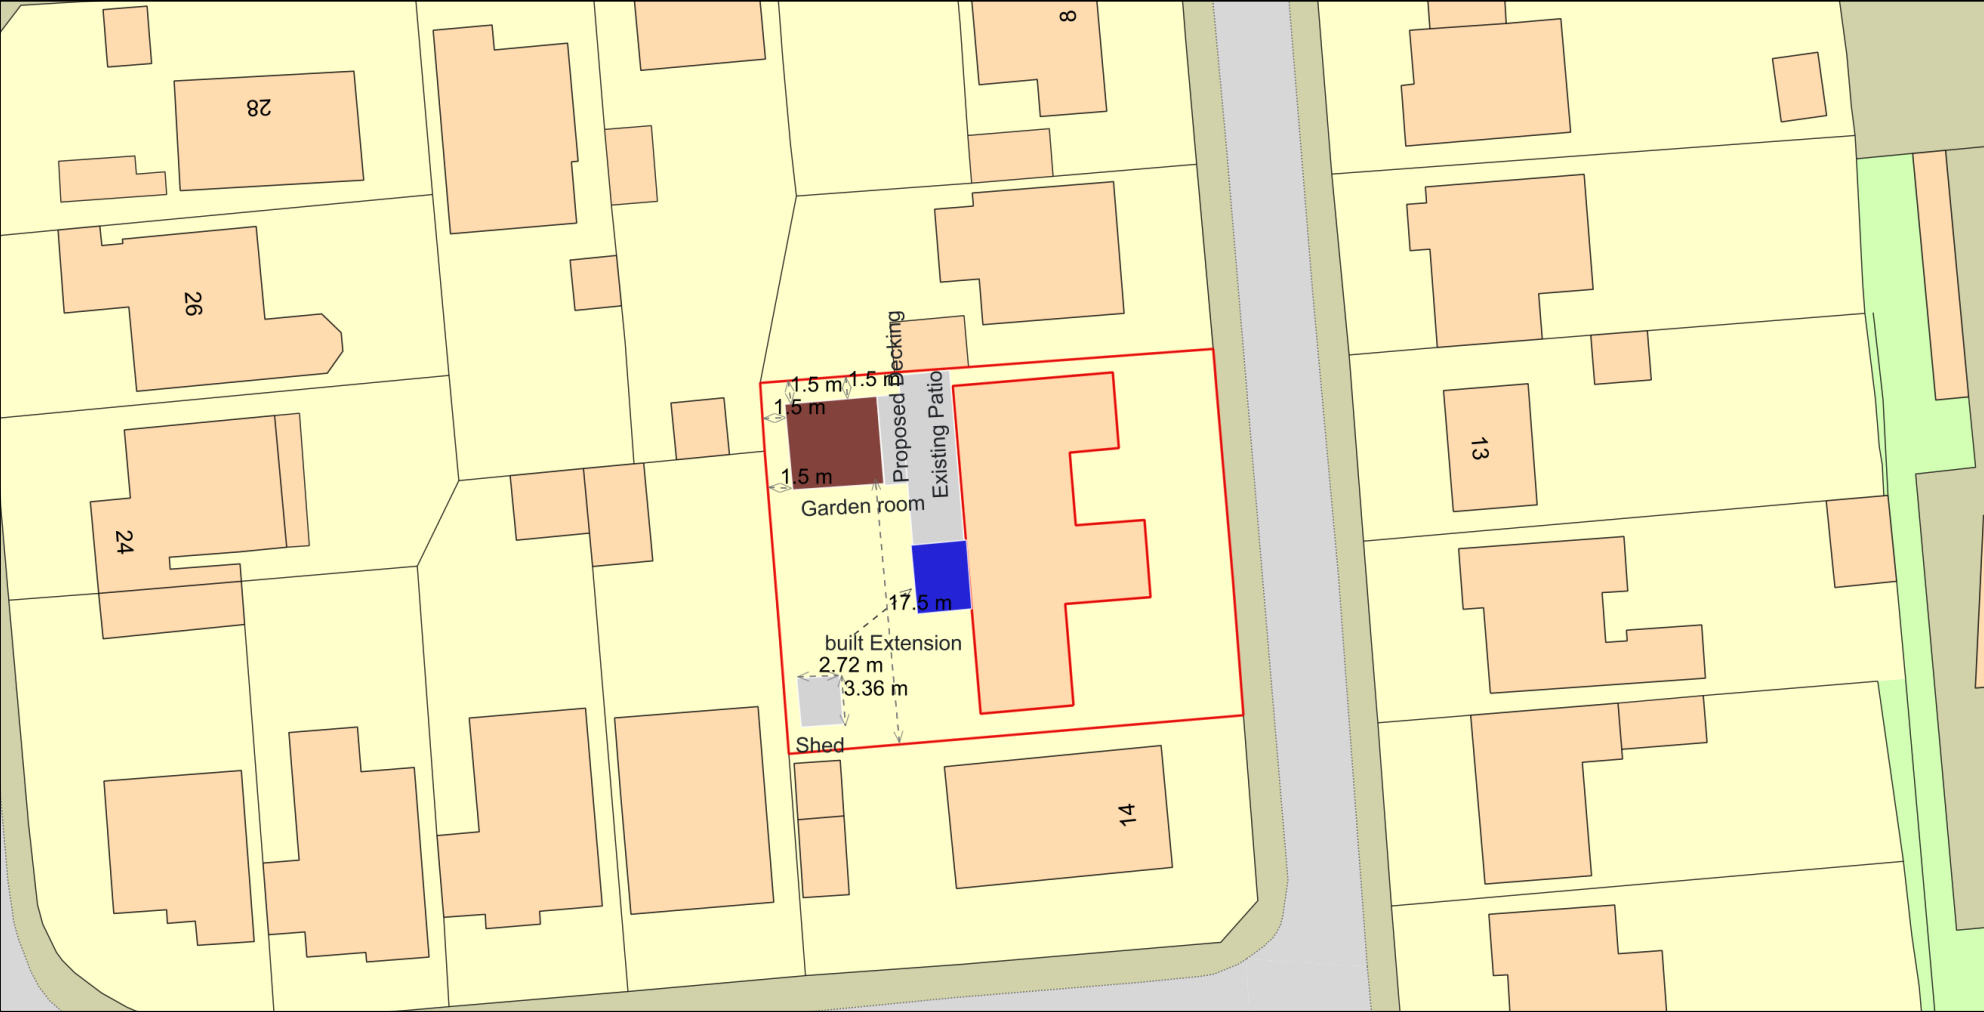 8
28
26
1.5 m
1.5 m
1.5 m
Proposed Decking
Existing Patio
13
1.5 m
Garden room
24
17.5 m
built Extension
2.72 m
3.36 m
Shed
14